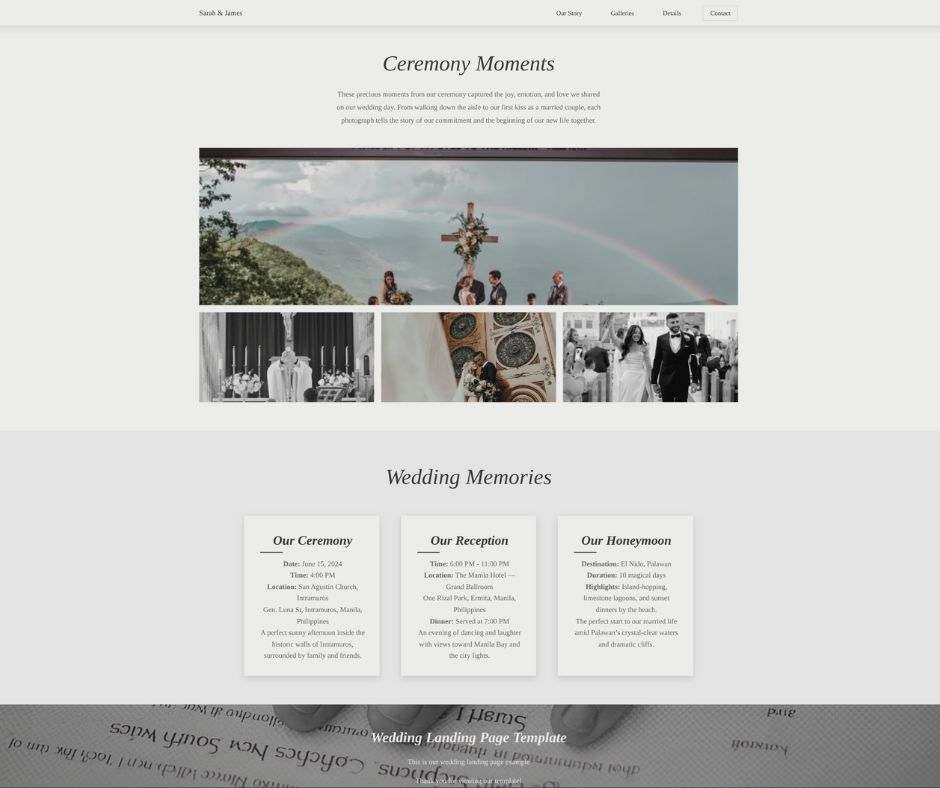 Sarah & James
Our Story
Galleries
Details
Contact
Ceremony Moments
These precious moments from our ceremony captured the joy, emotion, and love we shared
on our wedding day. From walking down the aisle to our first kiss as a married couple, each
photograph tells the story of our commitment and the beginning of our new life together.
Wedding Memories
Our Ceremony
Date: June 15, 2024
Time: 4:00 PM
Location: San Agustin Church,
Intramuros
Gen. Luna St, Intramuros, Manila,
Philippines
A perfect sunny afternoon inside the
historic walls of Intramuros,
surrounded by family and friends.
Our Reception
Time: 6:00 PM - 11:00 PM
Location: The Manila Hotel —
Grand Ballroom
One Rizal Park, Ermita, Manila,
Philippines
Dinner: Served at 7:00 PM
An evening of dancing and laughter
with views toward Manila Bay and
the city lights.
Our Honeymoon
Destination: El Nido, Palawan
Duration: 10 magical days
Highlights: Island-hopping,
limestone lagoons, and sunset
dinners by the beach.
The perfect start to our married life
amid Palawan's crystal-clear waters
and dramatic cliffs.
Wedding Landing Page Template
This is our wedding landing page example
Thank you for viewing our template!
New South Wales